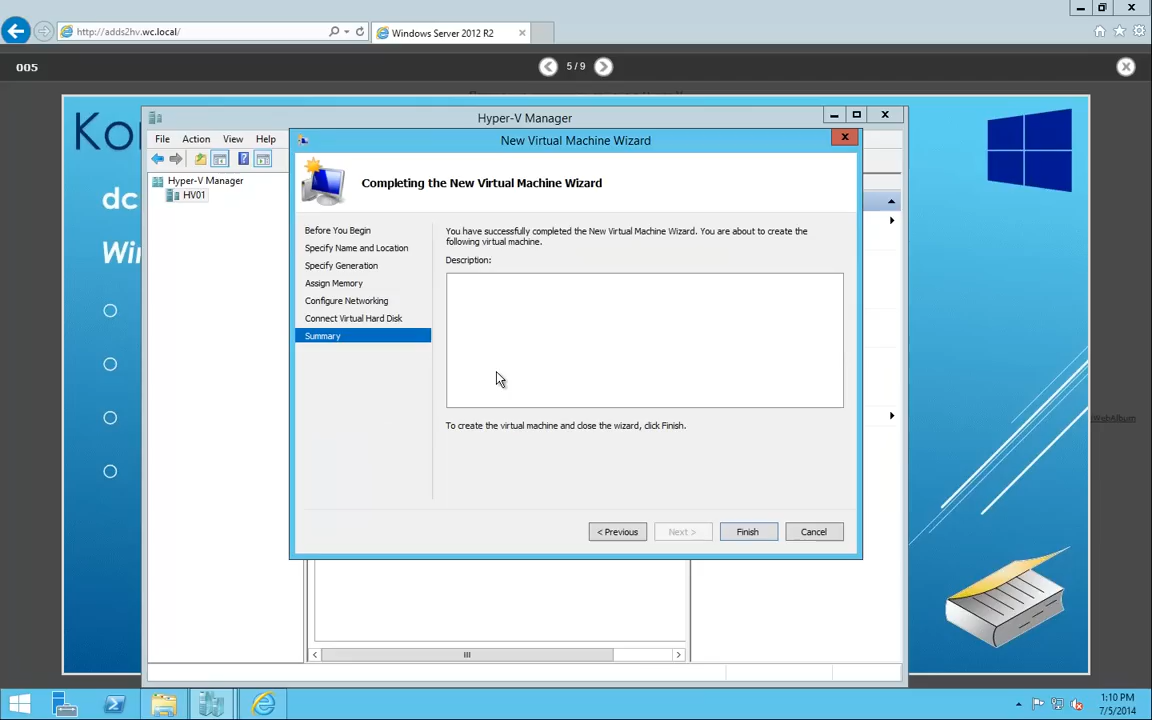 http://adds2hv.wc.local/
Windows Server 2012 R2
005
5 / 9
Hyper-V Manager
File
Action
View
Help
Hyper-V Manager
HV01
New Virtual Machine Wizard
Completing the New Virtual Machine Wizard
Before You Begin
Specify Name and Location
Specify Generation
Assign Memory
Configure Networking
Connect Virtual Hard Disk
Summary
You have successfully completed the New Virtual Machine Wizard. You are about to create the
following virtual machine.
Description:
To create the virtual machine and close the wizard, click Finish.
< Previous
Next >
Finish
Cancel
dc
WebAlbum
1:10 PM
7/5/2014